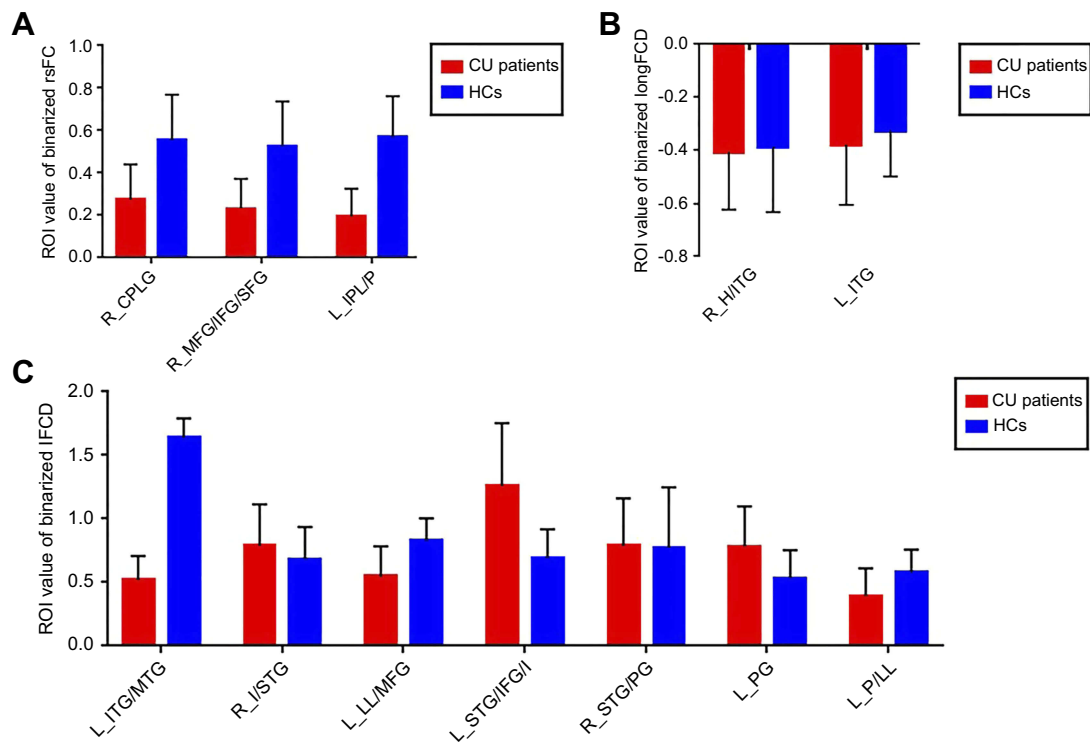 A
ROI value of binarized rsFC
1.0
0.8
0.6
0.4
0.2
0.0
R_CPLG
R_MFG/IFG/SFG
L_IPL/P
CU patients
HCs
B
ROI value of binarized longFCD
0.0
-0.2
-0.4
-0.6
-0.8
R_H/ITG
L_ITG
CU patients
HCs
C
ROI value of binarized IFCD
2.0
1.5
1.0
0.5
0.0
L_ITG/MTG
R_I/STG
L_LL/MFG
L_STG/IFG/I
R_STG/PG
L_PG
L_P/LL
CU patients
HCs